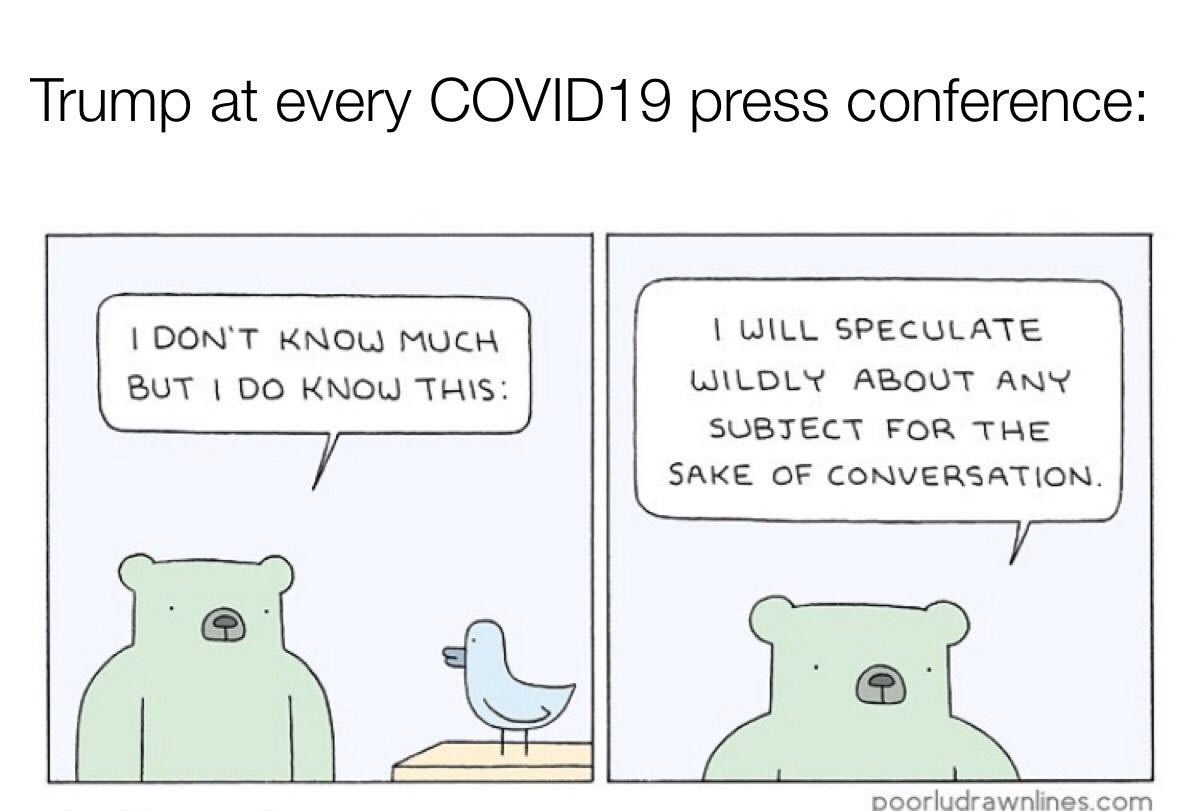 Trump at every COVID19 press conference:
I DON'T KNOW MUCH
BUT I DO KNOW THIS:
I WILL SPECULATE
WILDLY ABOUT ANY
SUBJECT FOR THE
SAKE OF CONVERSATION.
poorlydrawnlines.com